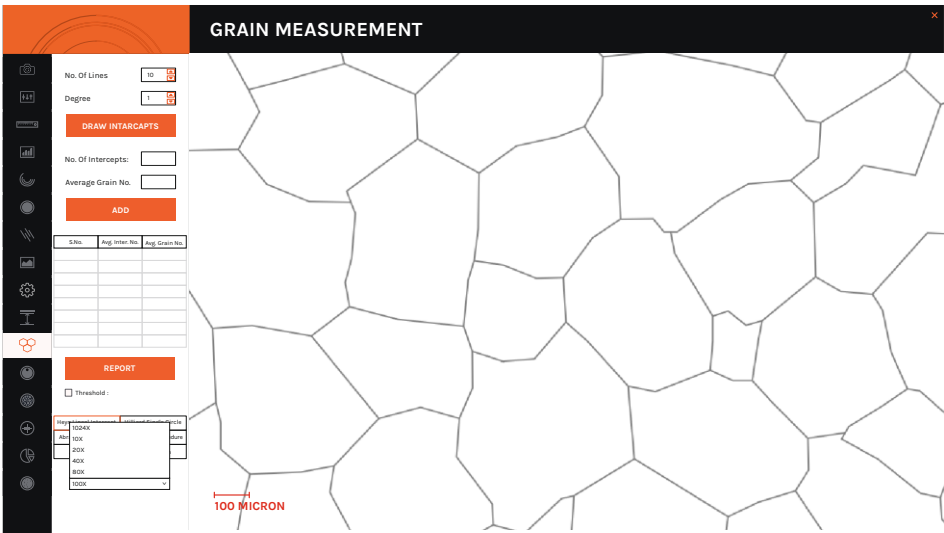 GRAIN MEASUREMENT
×
No. Of Lines 10
Degree 1
DRAW INTARCAPTS
No. Of Intercepts:
Average Grain No.
ADD
S.No. Avg. Inter. No. Avg. Grain No.
REPORT
Threshold :
1024X
10X
20X
40X
80X
100X
100 MICRON